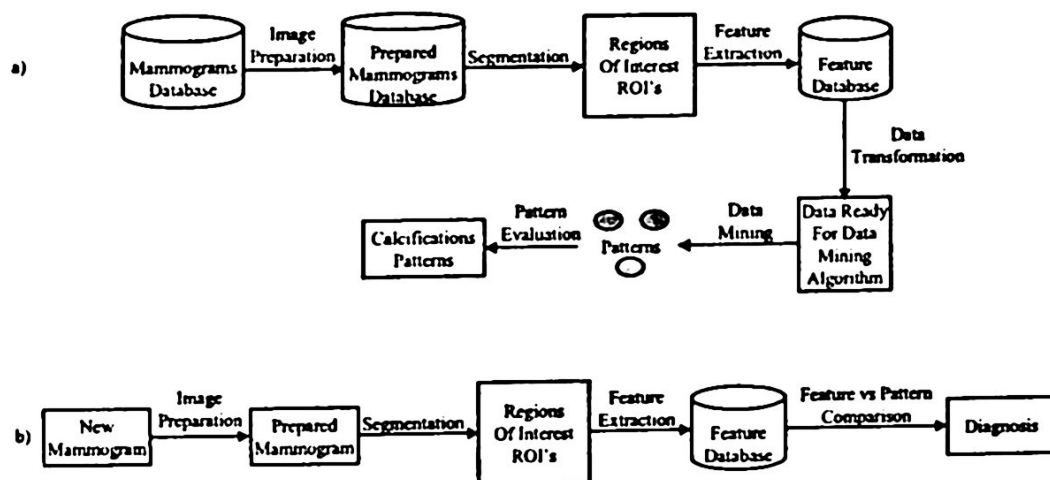 a)
Mammograms
Database
Image
Preparation
Prepared
Mammograms
Database
Segmentation
Regions
Of Interest
ROI's
Feature
Extraction
Feature
Database
Data
Transformation
Data Ready
For Data
Mining
Algorithm
Data
Mining
Patterns
Pattern
Evaluation
Calcifications
Patterns
b)
New
Mammogram
Image
Preparation
Prepared
Mammogram
Segmentation
Regions
Of Interest
ROI's
Feature
Extraction
Feature
Database
Feature vs Pattern
Comparison
Diagnosis